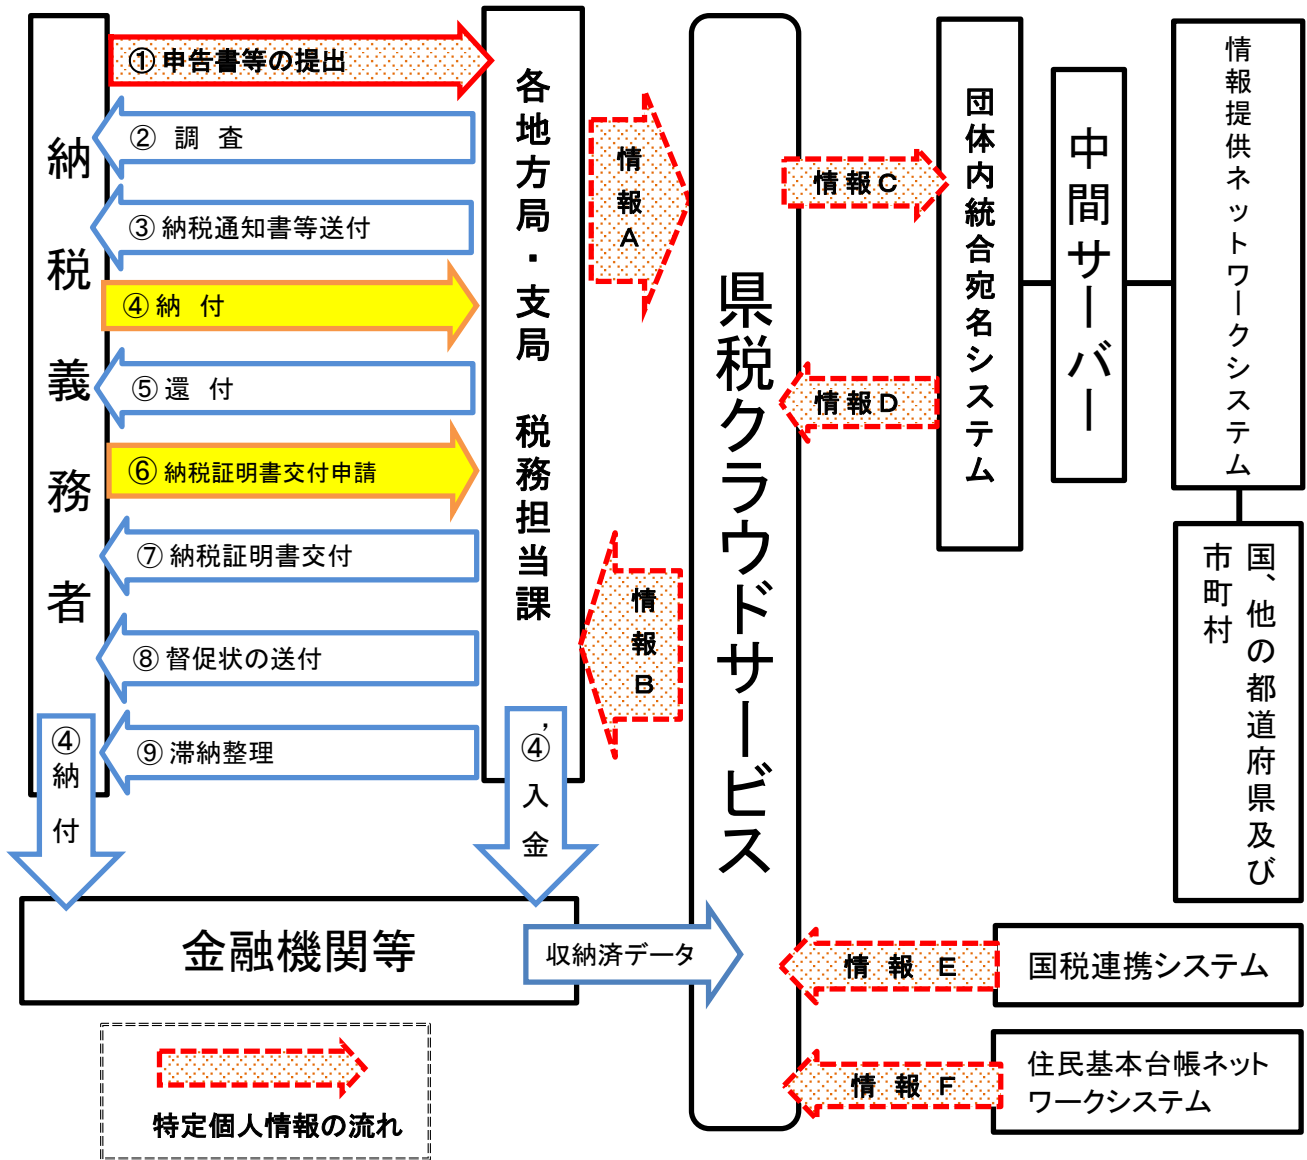 納税義務者
① 申告書等の提出
② 調 査
③ 納税通知書等送付
④ 納 付
⑤ 還 付
⑥ 納税証明書交付申請
⑦ 納税証明書交付
⑧ 督促状の送付
⑨ 滞納整理
各地方局・支局 税務担当課
情報A
情報B
県税クラウドサービス
情報C
情報D
団体内統合宛名システム
中間サーバー
情報提供ネットワークシステム
国、他の都道府県及び
市町村
④納付
④’入金
金融機関等
収納済データ
情 報 E
国税連携システム
情 報 F
住民基本台帳ネット
ワークシステム
特定個人情報の流れ